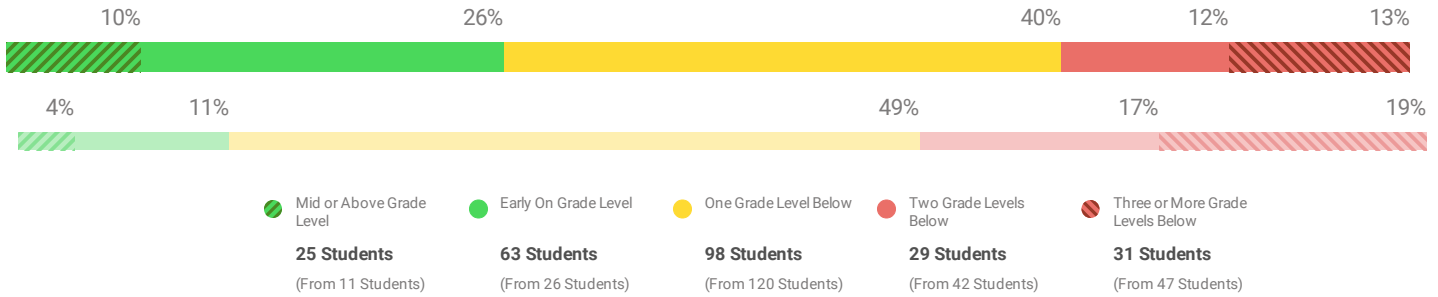 10% 26% 40% 12% 13%
4% 11% 49% 17% 19%
Mid or Above Grade Level
25 Students
(From 11 Students)
Early On Grade Level
63 Students
(From 26 Students)
One Grade Level Below
98 Students
(From 120 Students)
Two Grade Levels Below
29 Students
(From 42 Students)
Three or More Grade Levels Below
31 Students
(From 47 Students)